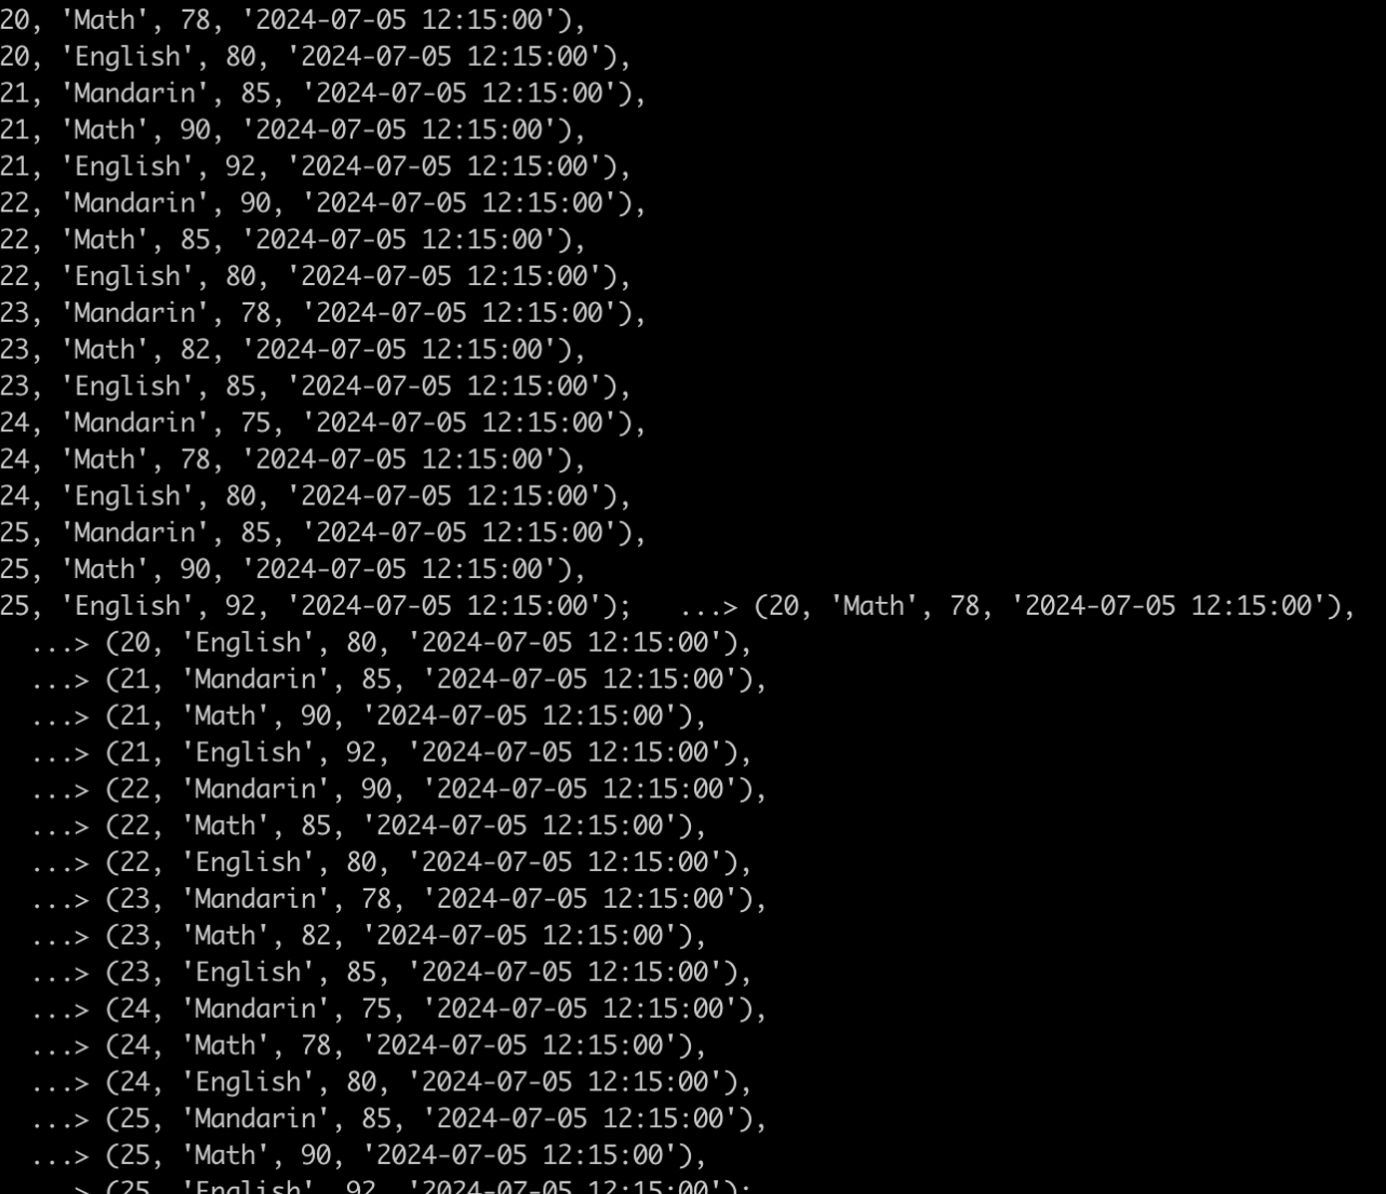 20, 'Math', 78, '2024-07-05 12:15:00'),
20, 'English', 80, '2024-07-05 12:15:00'),
21, 'Mandarin', 85, '2024-07-05 12:15:00'),
21, 'Math', 90, '2024-07-05 12:15:00'),
21, 'English', 92, '2024-07-05 12:15:00'),
22, 'Mandarin', 90, '2024-07-05 12:15:00'),
22, 'Math', 85, '2024-07-05 12:15:00'),
22, 'English', 80, '2024-07-05 12:15:00'),
23, 'Mandarin', 78, '2024-07-05 12:15:00'),
23, 'Math', 82, '2024-07-05 12:15:00'),
23, 'English', 85, '2024-07-05 12:15:00'),
24, 'Mandarin', 75, '2024-07-05 12:15:00'),
24, 'Math', 78, '2024-07-05 12:15:00'),
24, 'English', 80, '2024-07-05 12:15:00'),
25, 'Mandarin', 85, '2024-07-05 12:15:00'),
25, 'Math', 90, '2024-07-05 12:15:00'),
25, 'English', 92, '2024-07-05 12:15:00');   ...> (20, 'Math', 78, '2024-07-05 12:15:00'),
...> (20, 'English', 80, '2024-07-05 12:15:00'),
...> (21, 'Mandarin', 85, '2024-07-05 12:15:00'),
...> (21, 'Math', 90, '2024-07-05 12:15:00'),
...> (21, 'English', 92, '2024-07-05 12:15:00'),
...> (22, 'Mandarin', 90, '2024-07-05 12:15:00'),
...> (22, 'Math', 85, '2024-07-05 12:15:00'),
...> (22, 'English', 80, '2024-07-05 12:15:00'),
...> (23, 'Mandarin', 78, '2024-07-05 12:15:00'),
...> (23, 'Math', 82, '2024-07-05 12:15:00'),
...> (23, 'English', 85, '2024-07-05 12:15:00'),
...> (24, 'Mandarin', 75, '2024-07-05 12:15:00'),
...> (24, 'Math', 78, '2024-07-05 12:15:00'),
...> (24, 'English', 80, '2024-07-05 12:15:00'),
...> (25, 'Mandarin', 85, '2024-07-05 12:15:00'),
...> (25, 'Math', 90, '2024-07-05 12:15:00'),
> (25, 'English', 92, '2024-07-05 12:15:00');